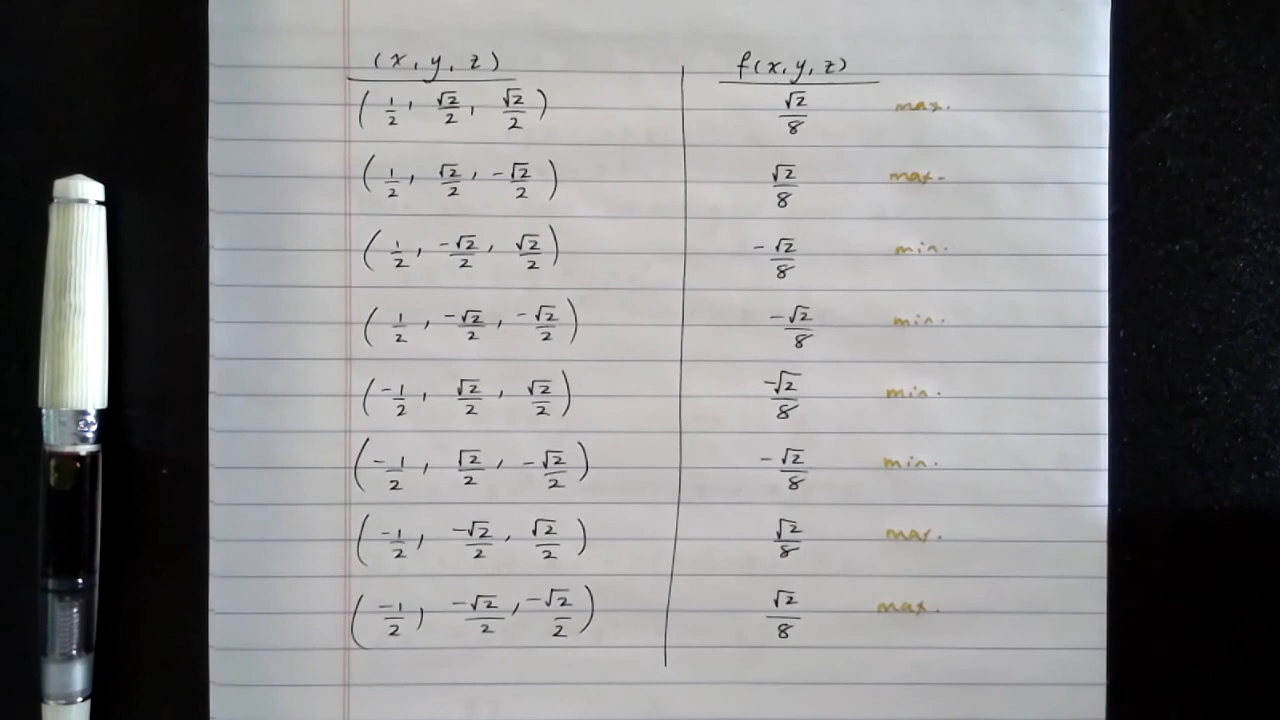 (x, y, z) f(x, y, z)
(1/2, √2/2, √2/2) √2/8 max.
(1/2, √2/2, -√2/2) √2/8 max.
(1/2, -√2/2, √2/2) -√2/8 min.
(1/2, -√2/2, -√2/2) -√2/8 min.
(-1/2, √2/2, √2/2) -√2/8 min.
(-1/2, √2/2, -√2/2) -√2/8 min.
(-1/2, -√2/2, √2/2) √2/8 max.
(-1/2, -√2/2, -√2/2) √2/8 max.